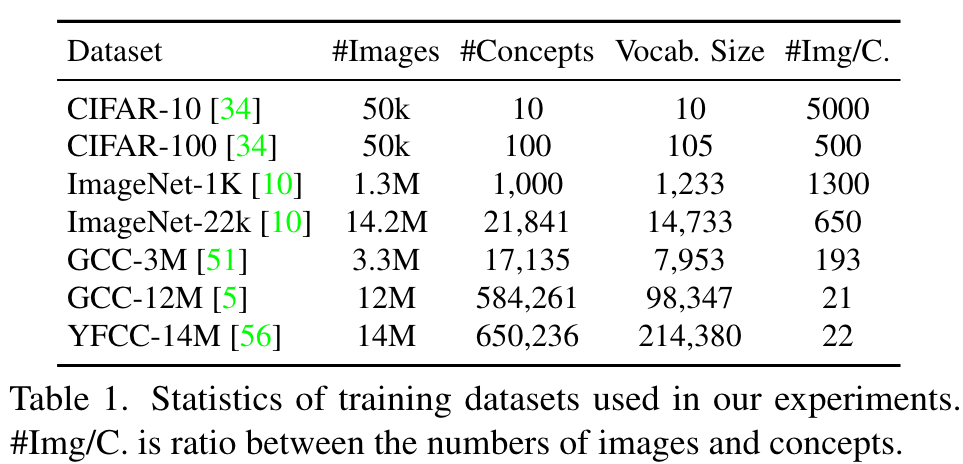 Dataset #Images #Concepts Vocab. Size #Img/C.
CIFAR-10 [34] 50k 10 10 5000
CIFAR-100 [34] 50k 100 105 500
ImageNet-1K [10] 1.3M 1,000 1,233 1300
ImageNet-22k [10] 14.2M 21,841 14,733 650
GCC-3M [51] 3.3M 17,135 7,953 193
GCC-12M [5] 12M 584,261 98,347 21
YFCC-14M [56] 14M 650,236 214,380 22
Table 1. Statistics of training datasets used in our experiments.
#Img/C. is ratio between the numbers of images and concepts.